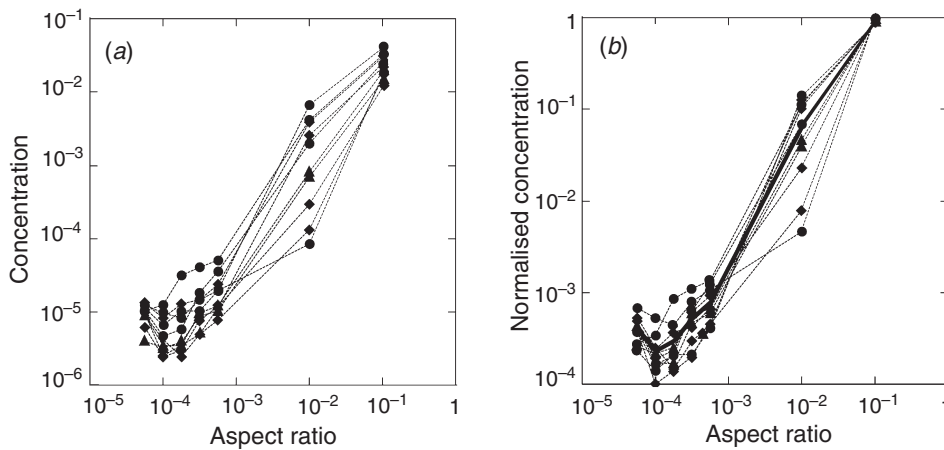 (a)
Concentration
10⁻¹
10⁻²
10⁻³
10⁻⁴
10⁻⁵
10⁻⁶
10⁻⁵ 10⁻⁴ 10⁻³ 10⁻² 10⁻¹ 1
Aspect ratio
(b)
Normalised concentration
1
10⁻¹
10⁻²
10⁻³
10⁻⁴
10⁻⁵ 10⁻⁴ 10⁻³ 10⁻² 10⁻¹ 1
Aspect ratio